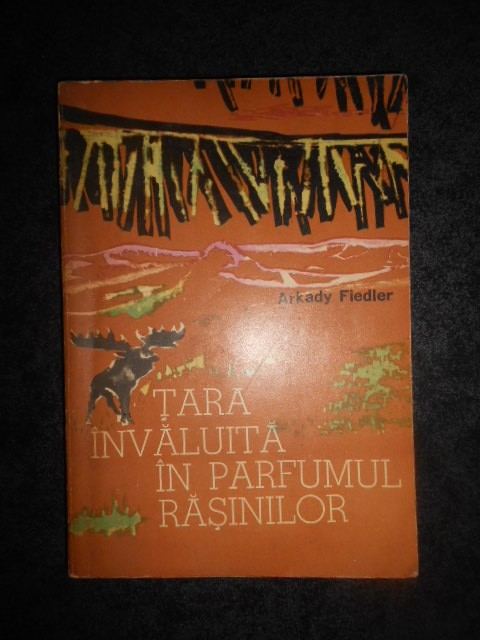 Arkady Fiedler
ȚARA
ÎNVĂLUITĂ
ÎN PARFUMUL
RĂȘINILOR